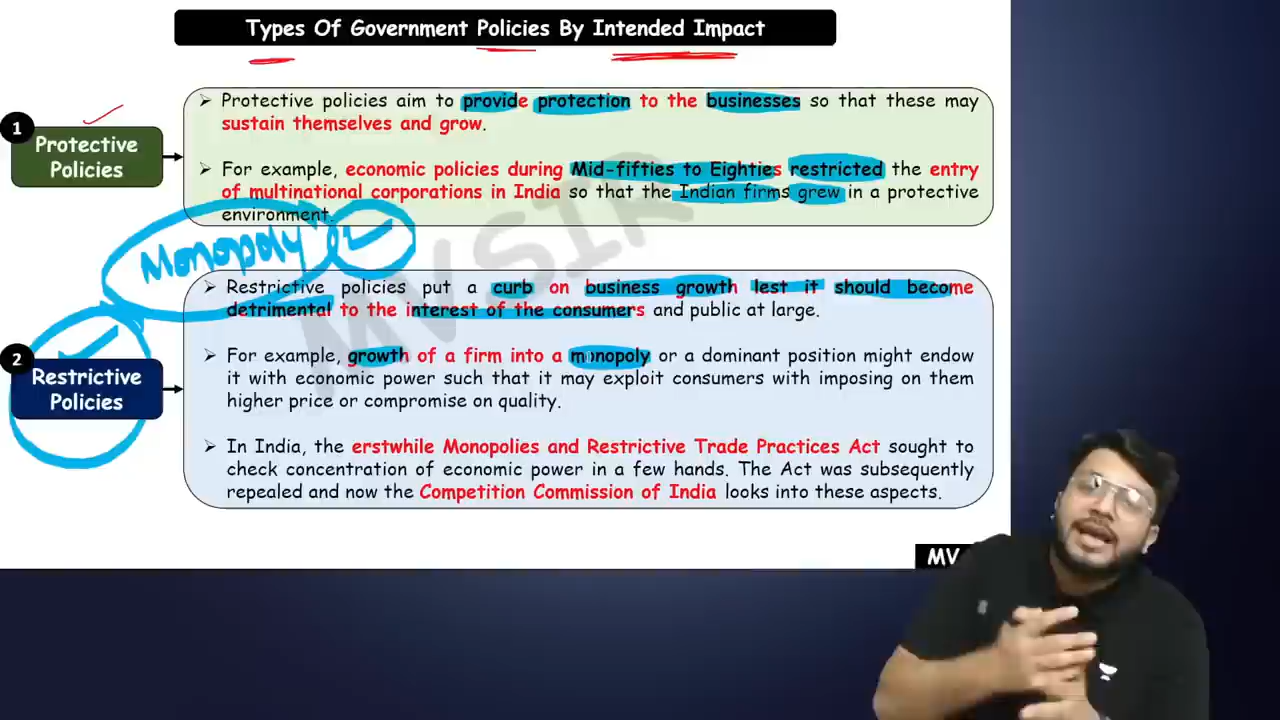 Types Of Government Policies By Intended Impact
1
Protective
Policies
➤ Protective policies aim to provide protection to the businesses so that these may
sustain themselves and grow.
➤ For example, economic policies during Mid-fifties to Eighties restricted the entry
of multinational corporations in India so that the Indian firms grew in a protective
environment.
Monopoly
MVSIR
2
Restrictive
Policies
➤ Restrictive policies put a curb on business growth lest it should become
detrimental to the interest of the consumers and public at large.
➤ For example, growth of a firm into a monopoly or a dominant position might endow
it with economic power such that it may exploit consumers with imposing on them
higher price or compromise on quality.
➤ In India, the erstwhile Monopolies and Restrictive Trade Practices Act sought to
check concentration of economic power in a few hands. The Act was subsequently
repealed and now the Competition Commission of India looks into these aspects.
MV